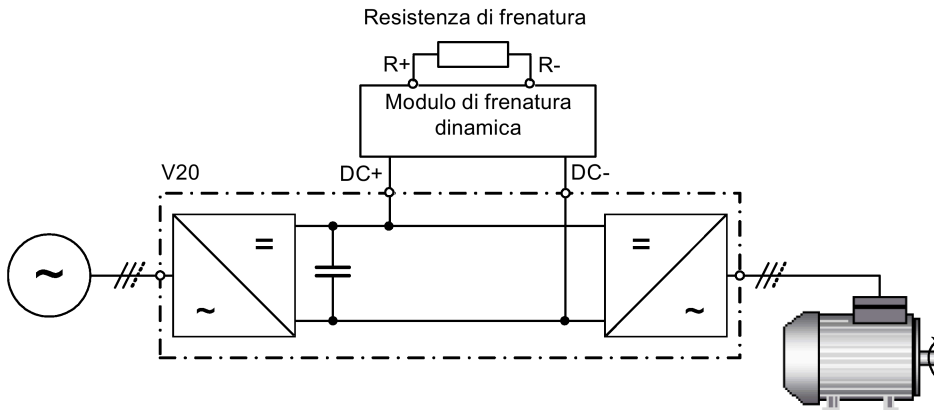 Resistenza di frenatura
R+ R-
Modulo di frenatura
dinamica
V20 DC+ DC-
= =
~ ~ ~